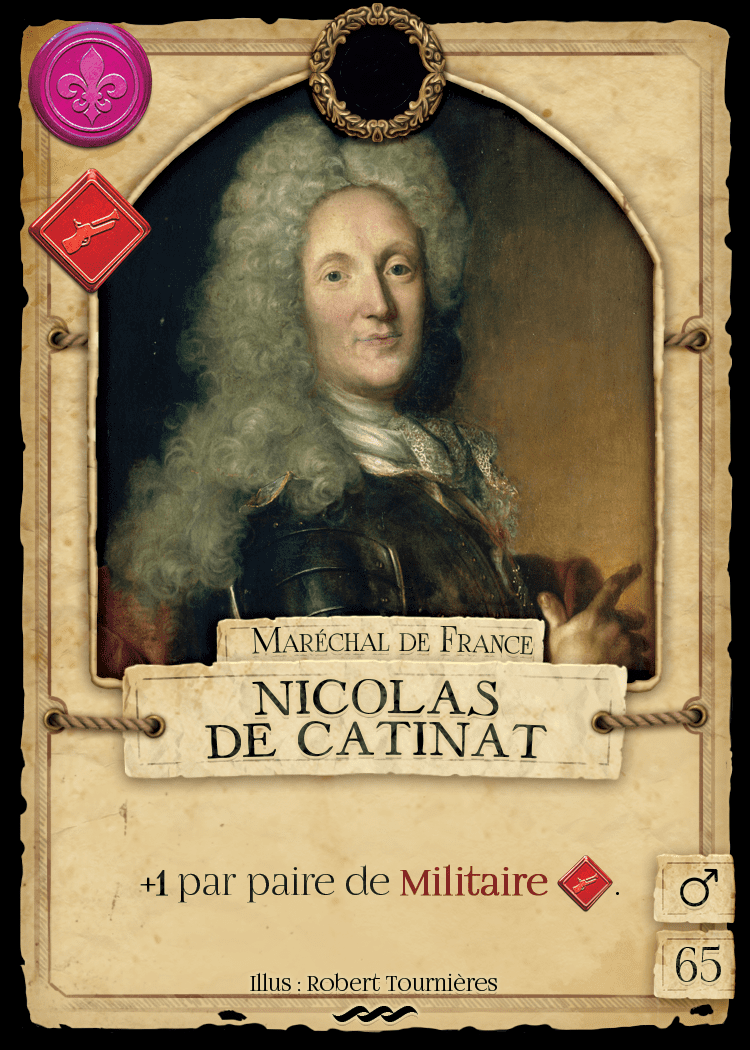 Maréchal de France
NICOLAS
DE CATINAT
+1 par paire de Militaire .
♂
65
Illus : Robert Tournières